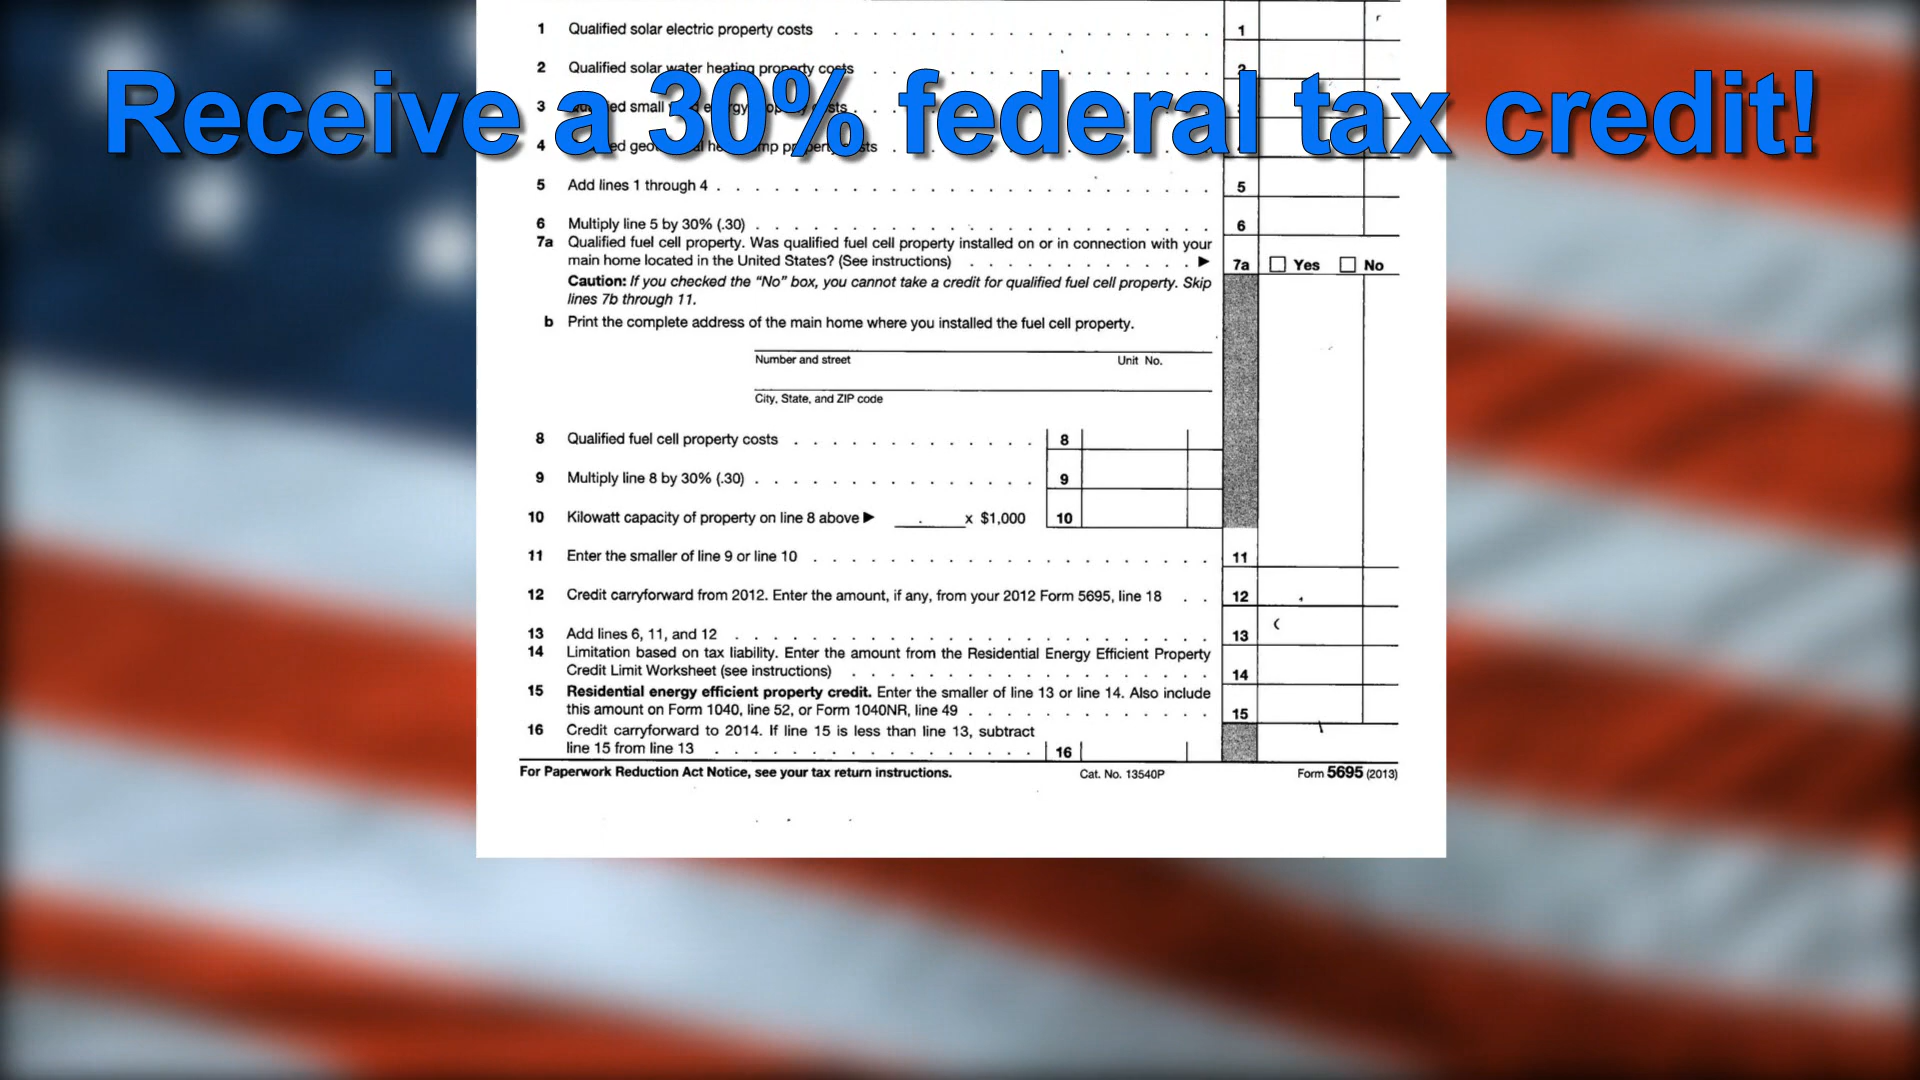 1 Qualified solar electric property costs 1
2 Qualified solar water heating property costs 2
Receive a 30% federal tax credit!
3 ed small costs
4 ed property costs
5 Add lines 1 through 4 5
6 Multiply line 5 by 30% (.30) 6
7a Qualified fuel cell property. Was qualified fuel cell property installed on or in connection with your
main home located in the United States? (See instructions) ► 7a Yes No
Caution: If you checked the “No” box, you cannot take a credit for qualified fuel cell property. Skip
lines 7b through 11.
b Print the complete address of the main home where you installed the fuel cell property.
Number and street Unit No.
City, State, and ZIP code
8 Qualified fuel cell property costs 8
9 Multiply line 8 by 30% (.30) 9
10 Kilowatt capacity of property on line 8 above ► x $1,000 10
11 Enter the smaller of line 9 or line 10 11
12 Credit carryforward from 2012. Enter the amount, if any, from your 2012 Form 5695, line 18 12
13 Add lines 6, 11, and 12 13
14 Limitation based on tax liability. Enter the amount from the Residential Energy Efficient Property
Credit Limit Worksheet (see instructions) 14
15 Residential energy efficient property credit. Enter the smaller of line 13 or line 14. Also include
this amount on Form 1040, line 52, or Form 1040NR, line 49 15
16 Credit carryforward to 2014. If line 15 is less than line 13, subtract
line 15 from line 13 16
For Paperwork Reduction Act Notice, see your tax return instructions. Cat. No. 13540P Form 5695 (2013)